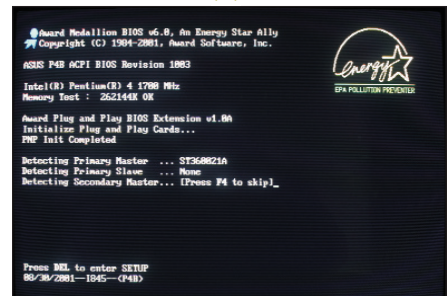 Award Medallion BIOS v6.0, An Energy Star Ally
Copyright (C) 1984-2001, Award Software, Inc.
ASUS P4B ACPI BIOS Revision 1003
Intel(R) Pentium(R) 4 1700 MHz
Memory Test : 262144K OK
Award Plug and Play BIOS Extension v1.0A
Initialize Plug and Play Cards...
PNP Init Completed
Detecting Primary Master ... ST360021A
Detecting Primary Slave ... None
Detecting Secondary Master... [Press F4 to skip]_
energy
EPA POLLUTION PREVENTER
Press DEL to enter SETUP
08/30/2001-I845-<P4B>